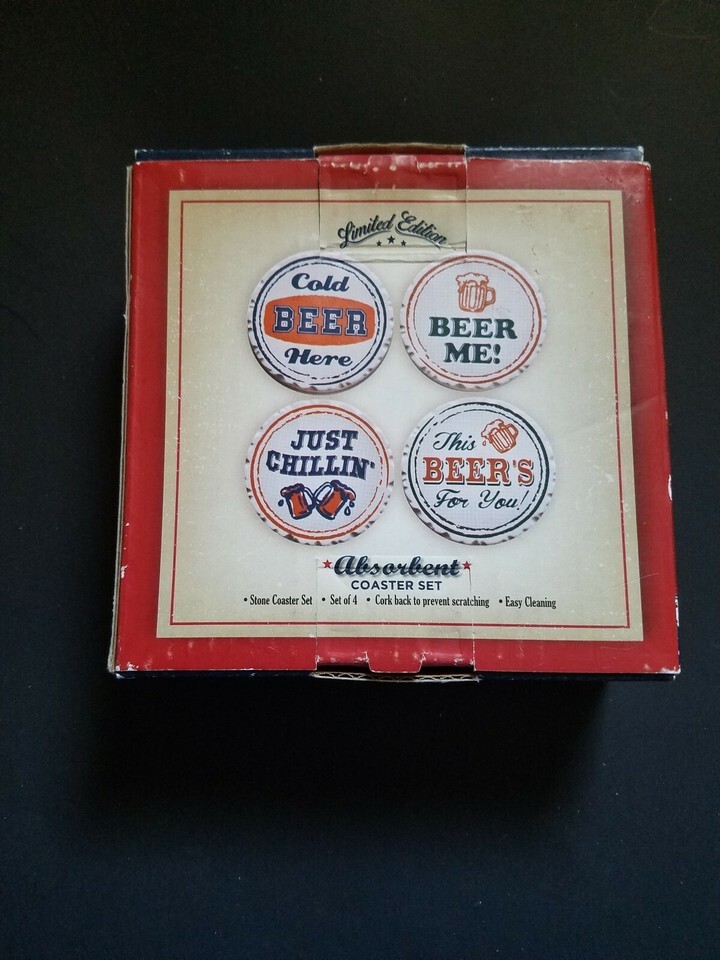 Limited Edition
Cold
BEER
Here
BEER
ME!
JUST
CHILLIN'
This
BEER'S
For You!
Absorbent
COASTER SET
• Stone Coaster Set • Set of 4 • Cork back to prevent scratching • Easy Cleaning